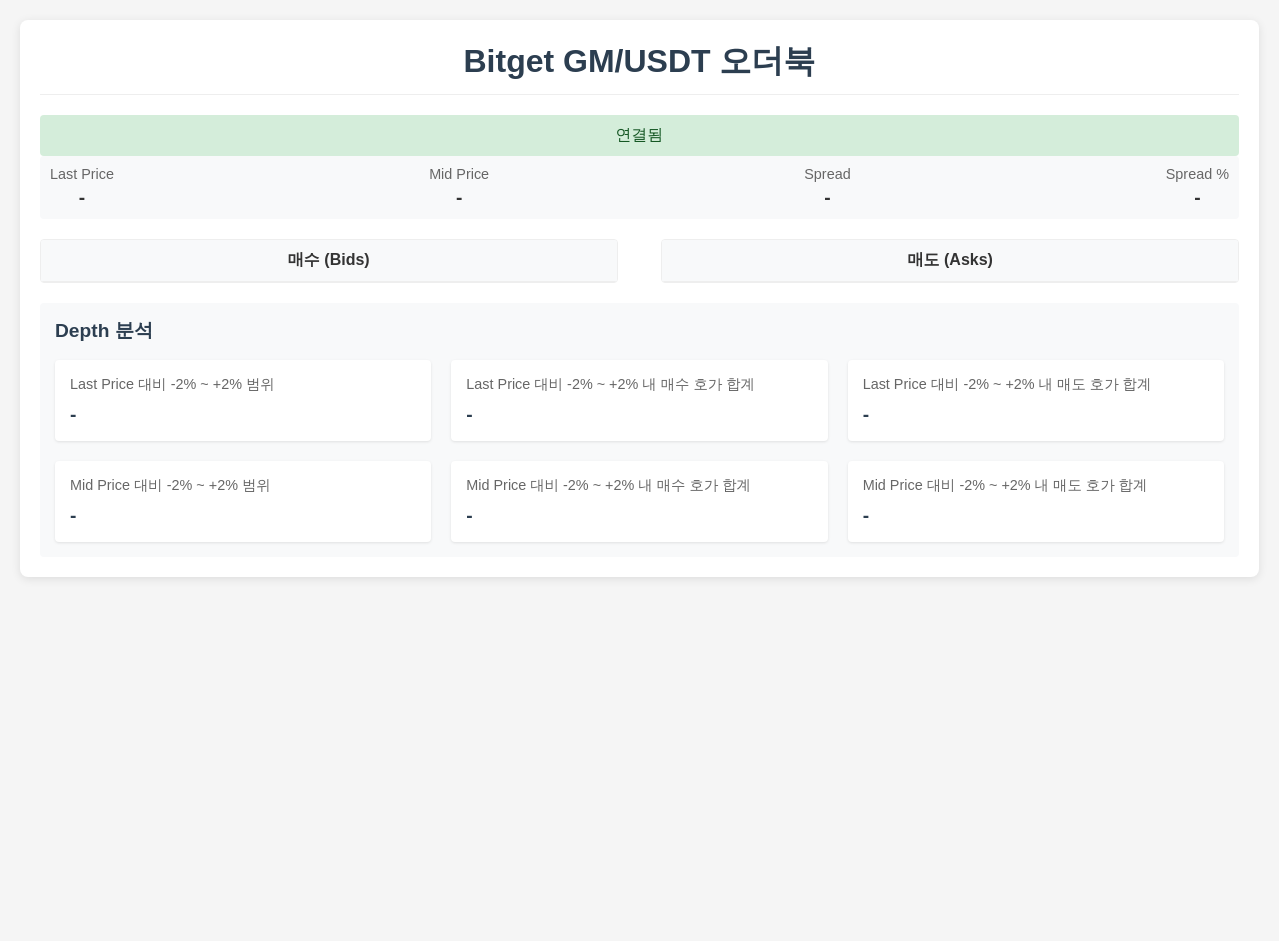 Bitget GM/USDT 오더북
연결됨
Last Price
-
Mid Price
-
Spread
-
Spread %
-
매수 (Bids)
매도 (Asks)
Depth 분석
Last Price 대비 -2% ~ +2% 범위
-
Last Price 대비 -2% ~ +2% 내 매수 호가 합계
-
Last Price 대비 -2% ~ +2% 내 매도 호가 합계
-
Mid Price 대비 -2% ~ +2% 범위
-
Mid Price 대비 -2% ~ +2% 내 매수 호가 합계
-
Mid Price 대비 -2% ~ +2% 내 매도 호가 합계
-